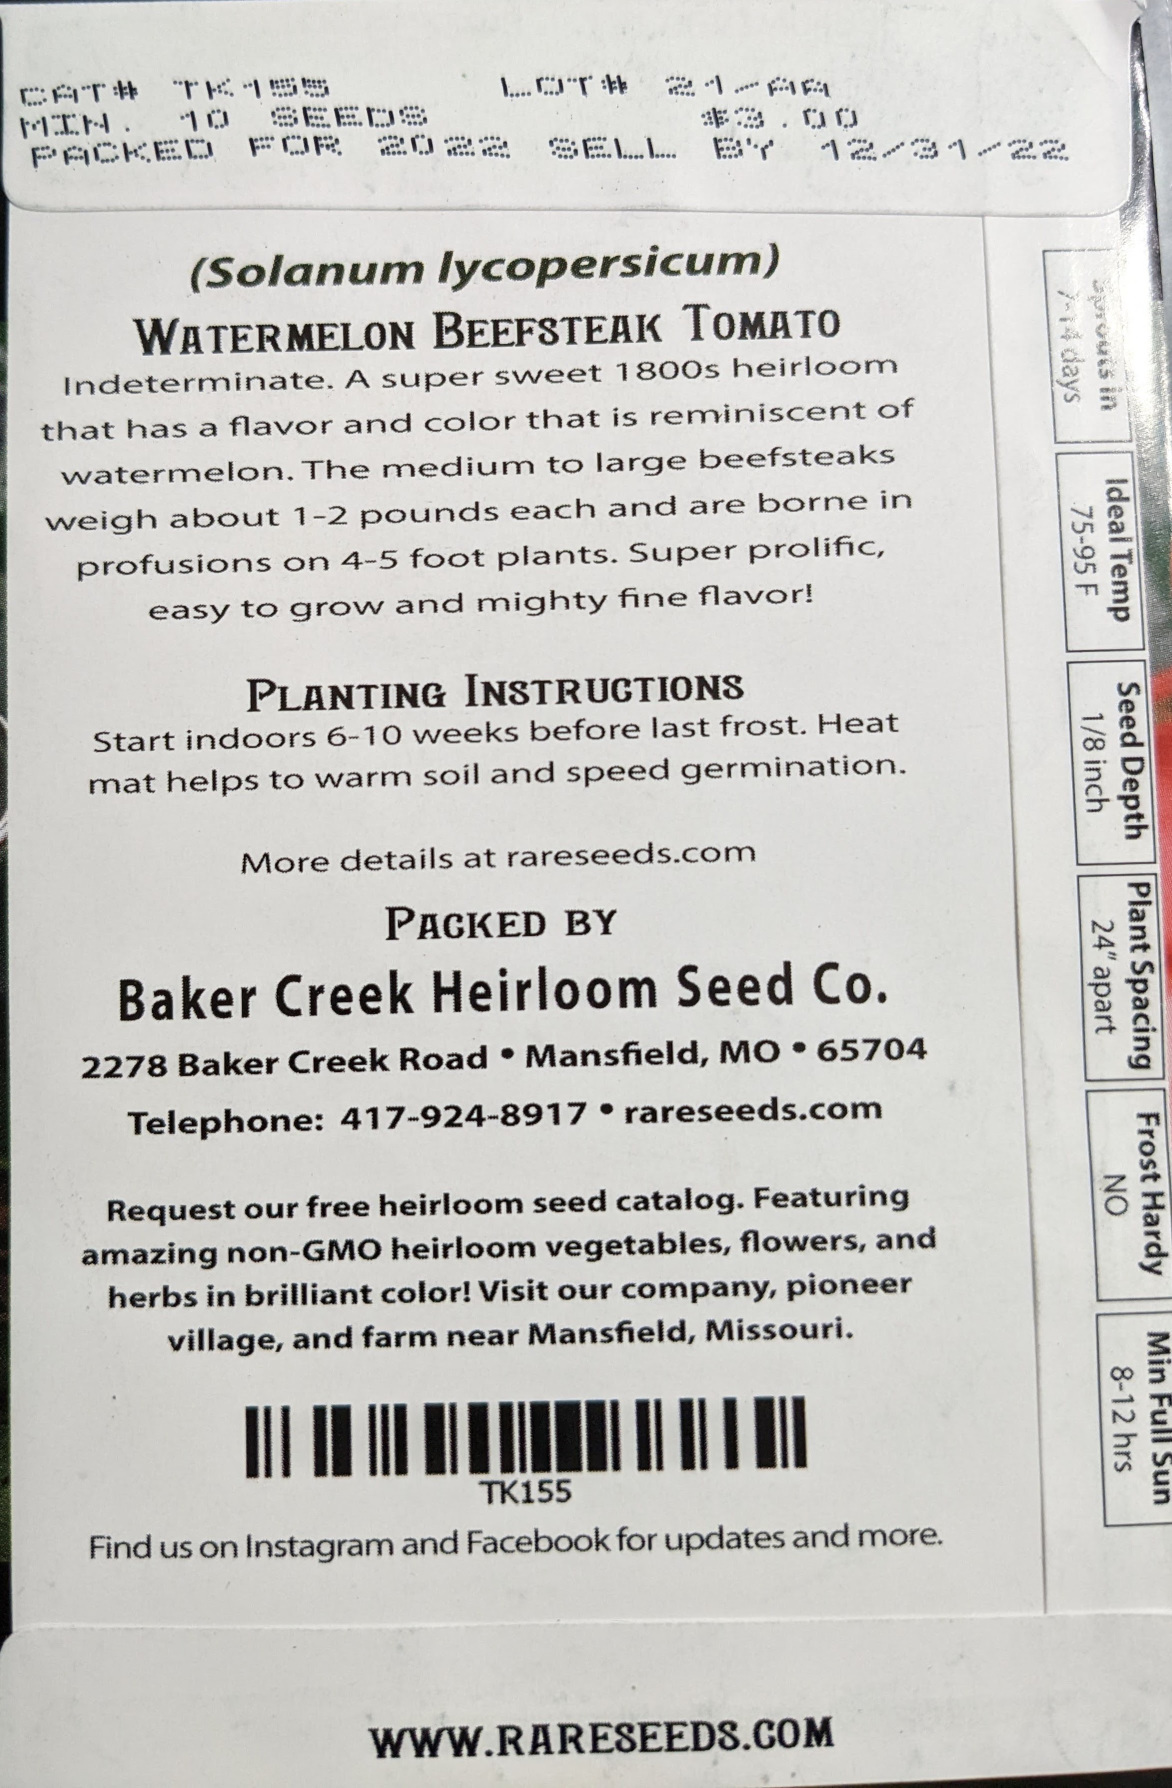 CAT# TK155 LOT# 21-AA
MIN. 10 SEEDS $3.00
PACKED FOR 2022 SELL BY 12/31/22
(Solanum lycopersicum)
WATERMELON BEEFSTEAK TOMATO
Indeterminate. A super sweet 1800s heirloom
that has a flavor and color that is reminiscent of
watermelon. The medium to large beefsteaks
weigh about 1-2 pounds each and are borne in
profusions on 4-5 foot plants. Super prolific,
easy to grow and mighty fine flavor!
PLANTING INSTRUCTIONS
Start indoors 6-10 weeks before last frost. Heat
mat helps to warm soil and speed germination.
More details at rareseeds.com
PACKED BY
Baker Creek Heirloom Seed Co.
2278 Baker Creek Road • Mansfield, MO • 65704
Telephone: 417-924-8917 • rareseeds.com
Request our free heirloom seed catalog. Featuring
amazing non-GMO heirloom vegetables, flowers, and
herbs in brilliant color! Visit our company, pioneer
village, and farm near Mansfield, Missouri.
TK155
Find us on Instagram and Facebook for updates and more.
WWW.RARESEEDS.COM
Sprouts in
7-14 days
Ideal Temp
75-95 F
Seed Depth
1/8 inch
Plant Spacing
24" apart
Frost Hardy
NO
Min Full Sun
8-12 hrs